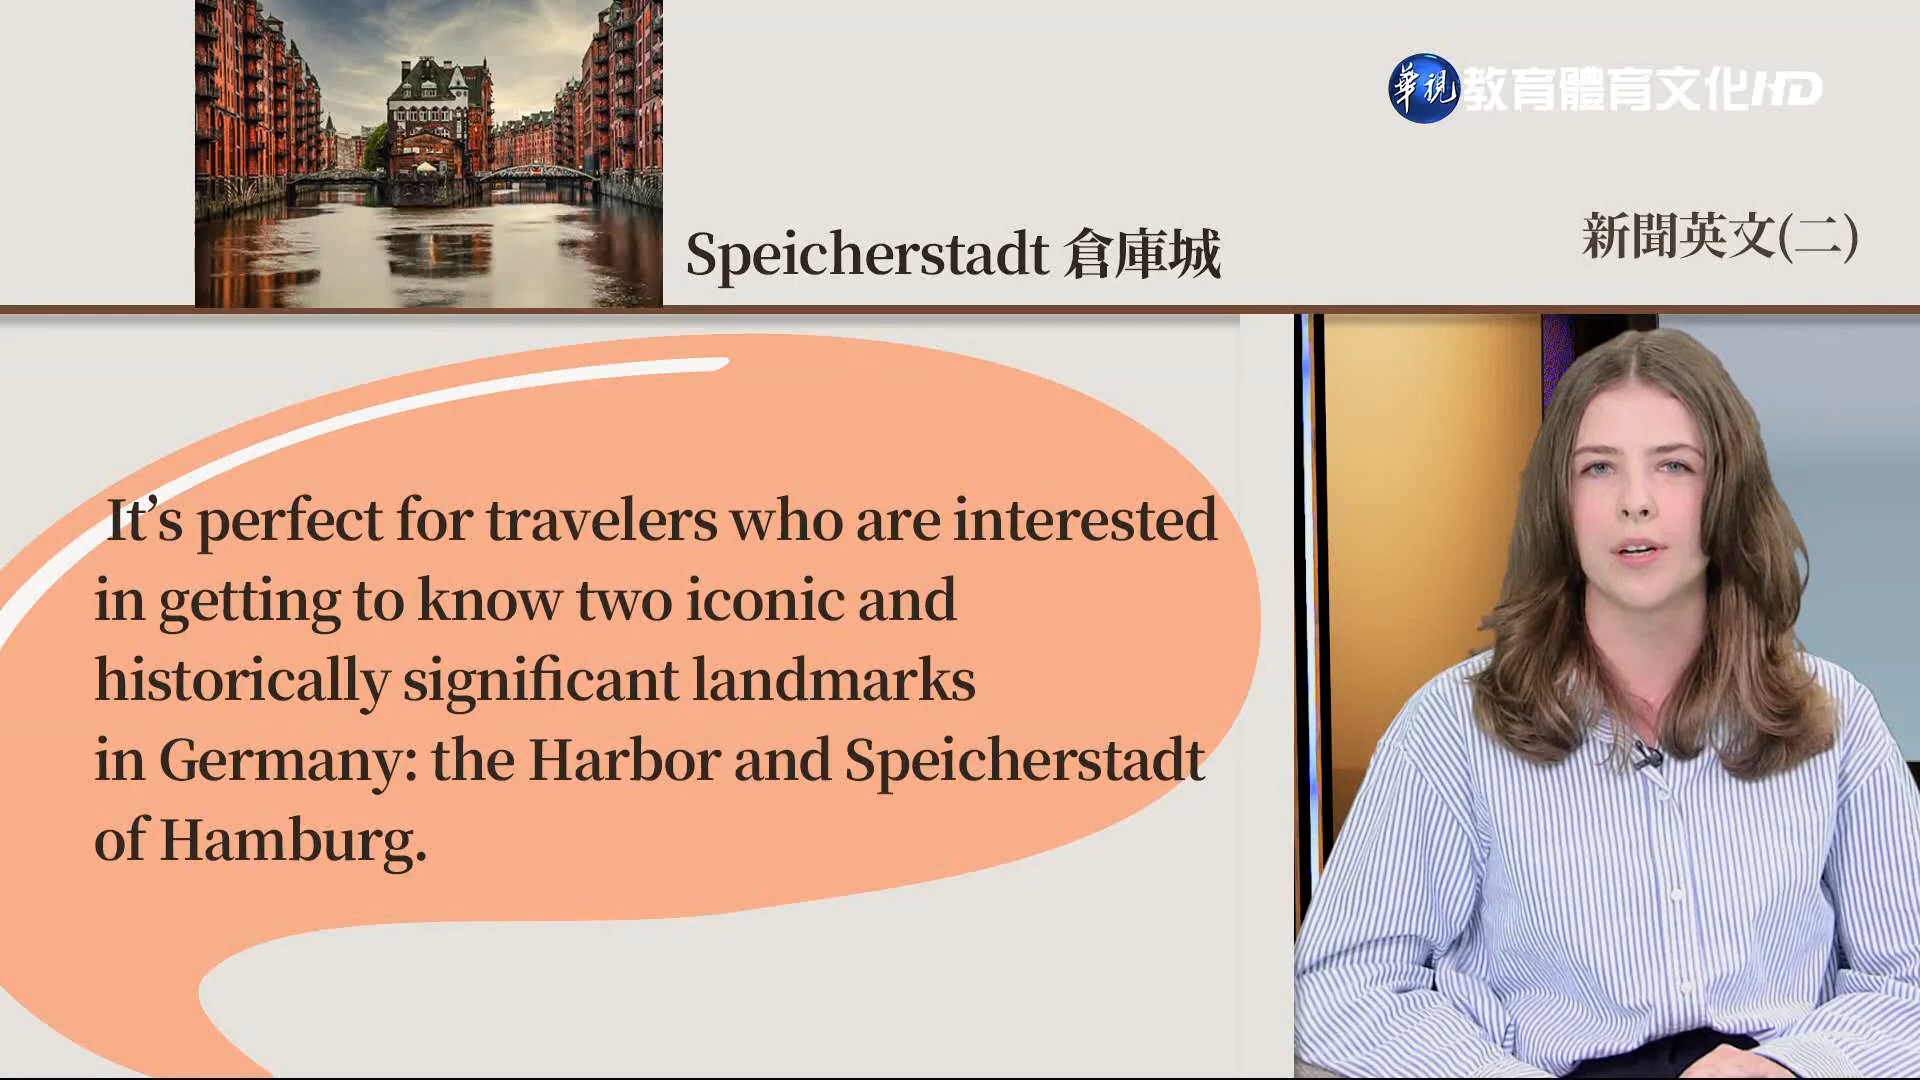 華視 教育體育文化HD
Speicherstadt 倉庫城
新聞英文(二)
It’s perfect for travelers who are interested
in getting to know two iconic and
historically significant landmarks
in Germany: the Harbor and Speicherstadt
of Hamburg.